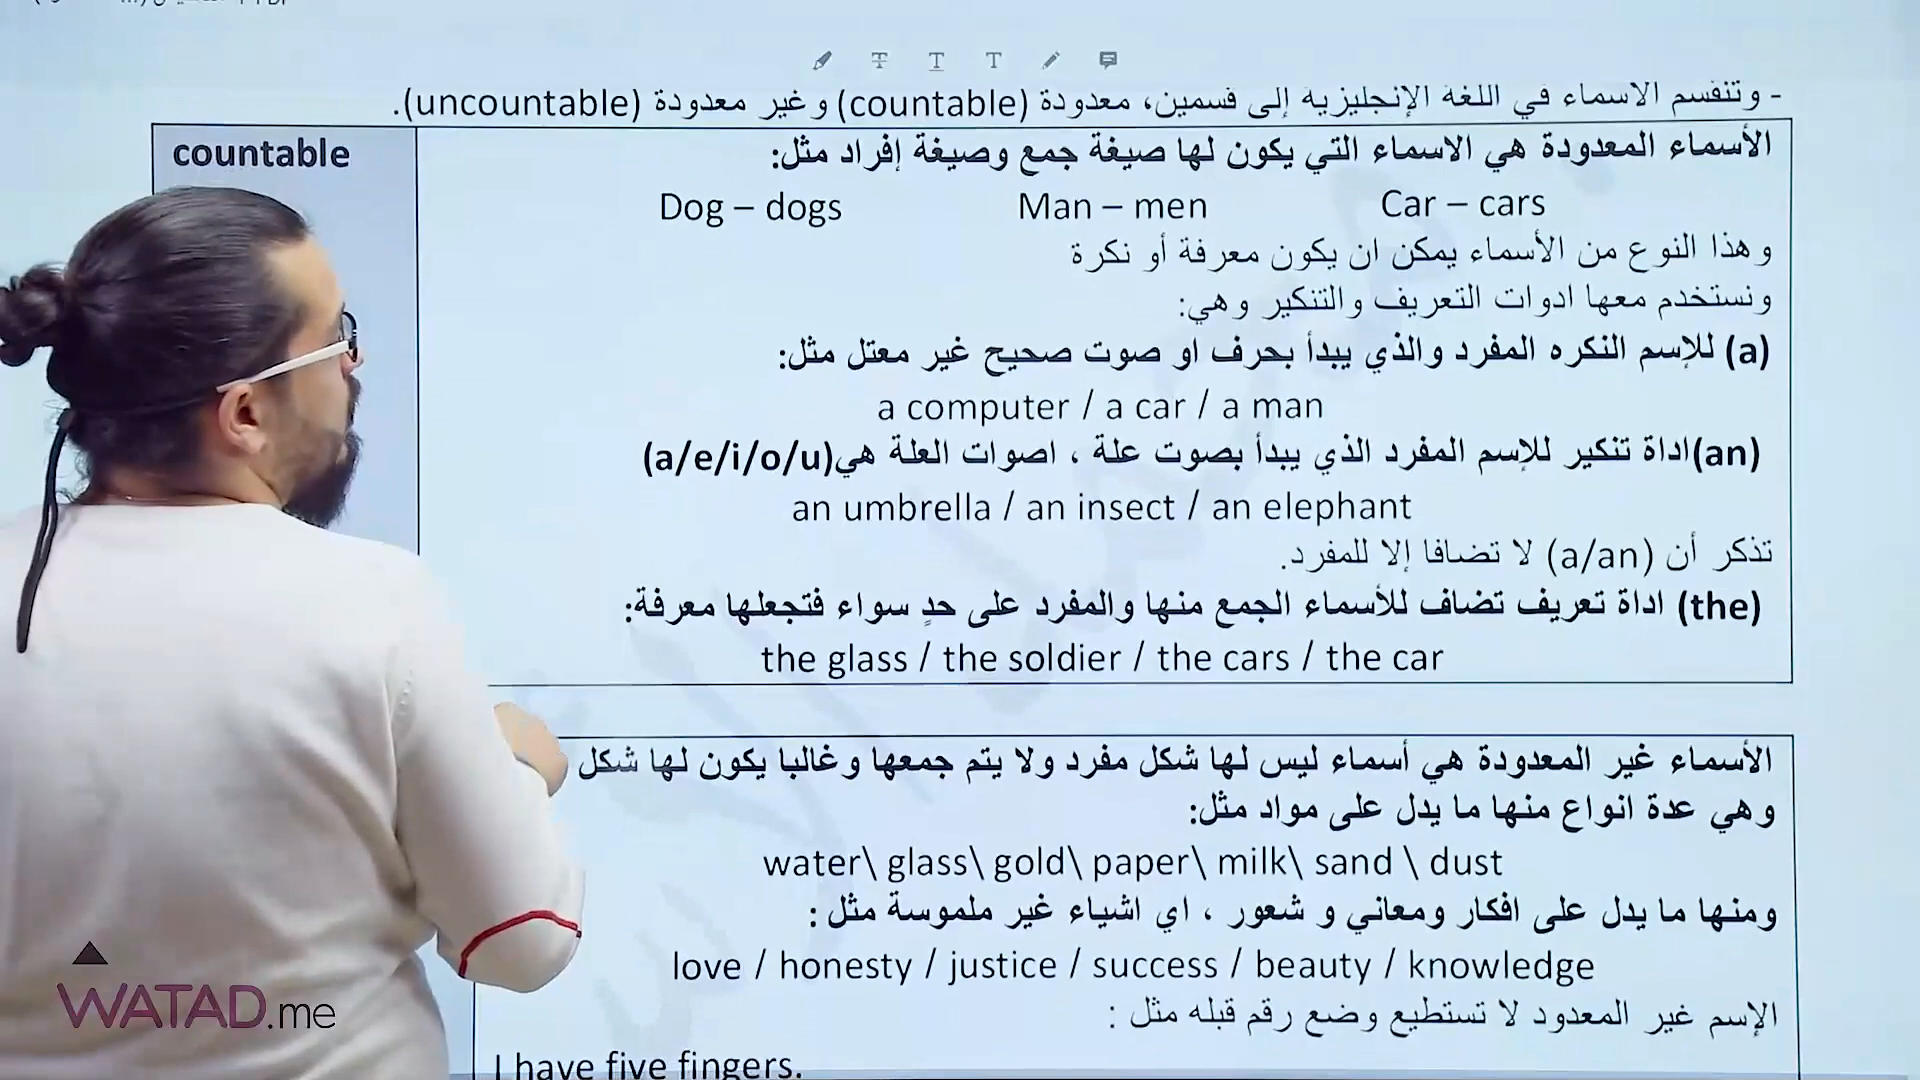 - وتنقسم الاسماء في اللغة الإنجليزية إلى قسمين، معدودة (countable) وغير معدودة (uncountable).
countable
الأسماء المعدودة هي الاسماء التي يكون لها صيغة جمع وصيغة إفراد مثل:
Dog – dogs Man – men Car – cars
وهذا النوع من الأسماء يمكن ان يكون معرفة أو نكرة
ونستخدم معها ادوات التعريف والتنكير وهي:
(a) للإسم النكره المفرد والذي يبدأ بحرف او صوت صحيح غير معتل مثل:
a computer / a car / a man
(an)اداة تنكير للإسم المفرد الذي يبدأ بصوت علة ، اصوات العلة هي(a/e/i/o/u)
an umbrella / an insect / an elephant
تذكر أن (a/an) لا تضافا إلا للمفرد.
(the) اداة تعريف تضاف للأسماء الجمع منها والمفرد على حدٍ سواء فتجعلها معرفة:
the glass / the soldier / the cars / the car
الأسماء غير المعدودة هي أسماء ليس لها شكل مفرد ولا يتم جمعها وغالبا يكون لها شكل
وهي عدة انواع منها ما يدل على مواد مثل:
water\ glass\ gold\ paper\ milk\ sand \ dust
ومنها ما يدل على افكار ومعاني و شعور ، اي اشياء غير ملموسة مثل :
love / honesty / justice / success / beauty / knowledge
الإسم غير المعدود لا تستطيع وضع رقم قبله مثل :
I have five fingers.
WATAD.me